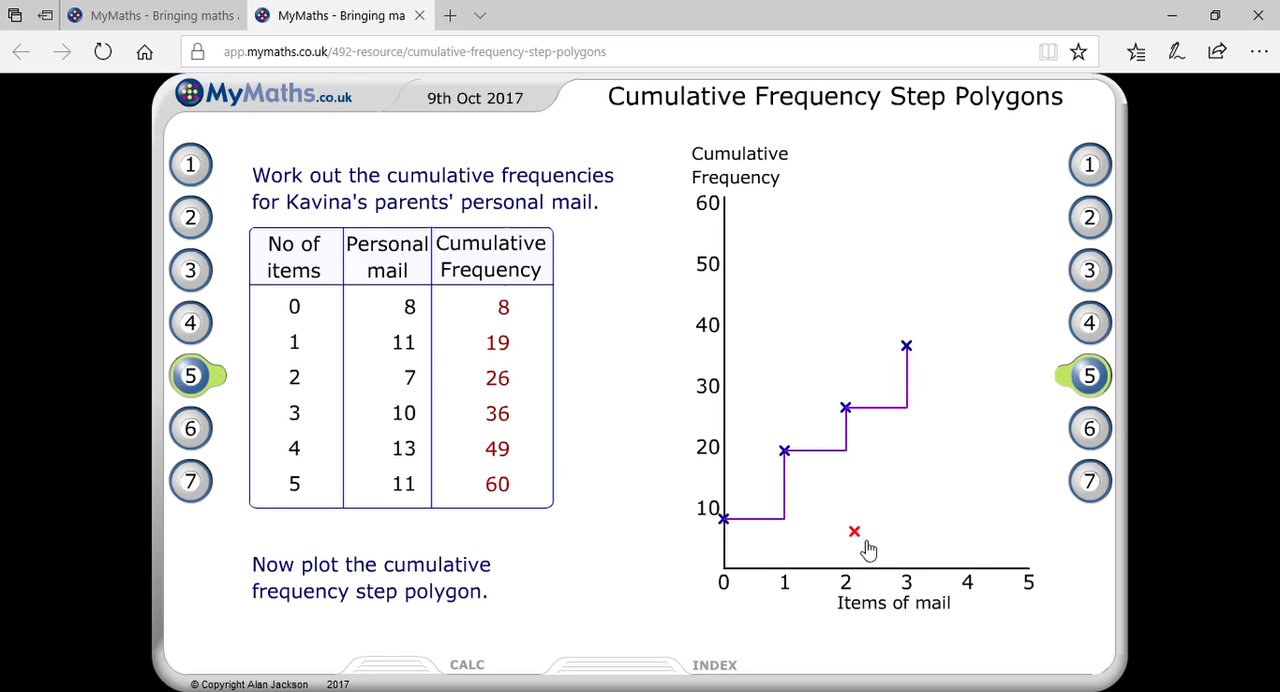 MyMaths - Bringing maths a
MyMaths - Bringing ma
app.mymaths.co.uk/492-resource/cumulative-frequency-step-polygons
MyMaths.co.uk
9th Oct 2017
Cumulative Frequency Step Polygons
1
2
3
4
5
6
7
Work out the cumulative frequencies
for Kavina's parents' personal mail.
No of items Personal mail Cumulative Frequency
0 8 8
1 11 19
2 7 26
3 10 36
4 13 49
5 11 60
Now plot the cumulative
frequency step polygon.
Cumulative
Frequency
60
50
40
30
20
10
0 1 2 3 4 5
Items of mail
1
2
3
4
5
6
7
CALC
INDEX
© Copyright Alan Jackson 2017